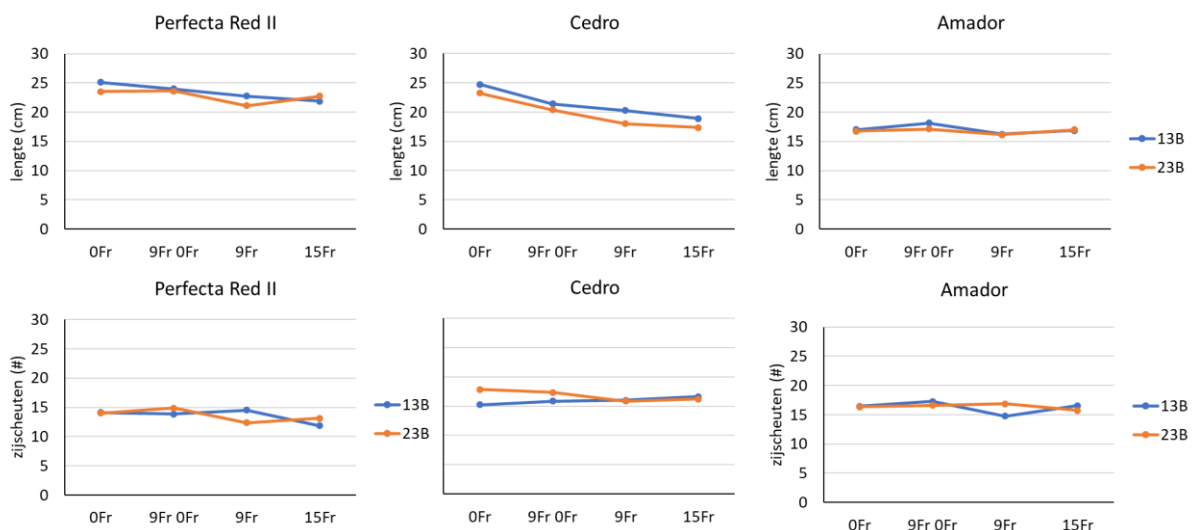 Perfecta Red II
lengte (cm)
30
25
20
15
10
5
0
0Fr 9Fr 0Fr 9Fr 15Fr
Cedro
lengte (cm)
30
25
20
15
10
5
0
0Fr 9Fr 0Fr 9Fr 15Fr
Amador
lengte (cm)
30
25
20
15
10
5
0
0Fr 9Fr 0Fr 9Fr 15Fr
13B
23B
Perfecta Red II
zijscheuten (#)
30
25
20
15
10
5
0
0Fr 9Fr 0Fr 9Fr 15Fr
13B
23B
Cedro
0Fr 9Fr 0Fr 9Fr 15Fr
Amador
zijscheuten (#)
30
25
20
15
10
5
0
0Fr 9Fr 0Fr 9Fr 15Fr
13B
23B